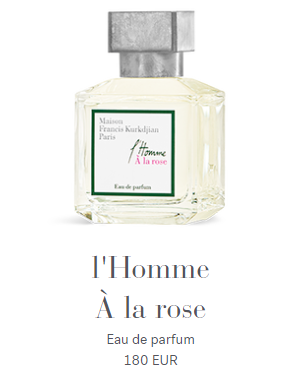 Maison
Francis Kurkdjian
Paris
l'Homme
À la rose
Eau de parfum
l'Homme
À la rose
Eau de parfum
180 EUR